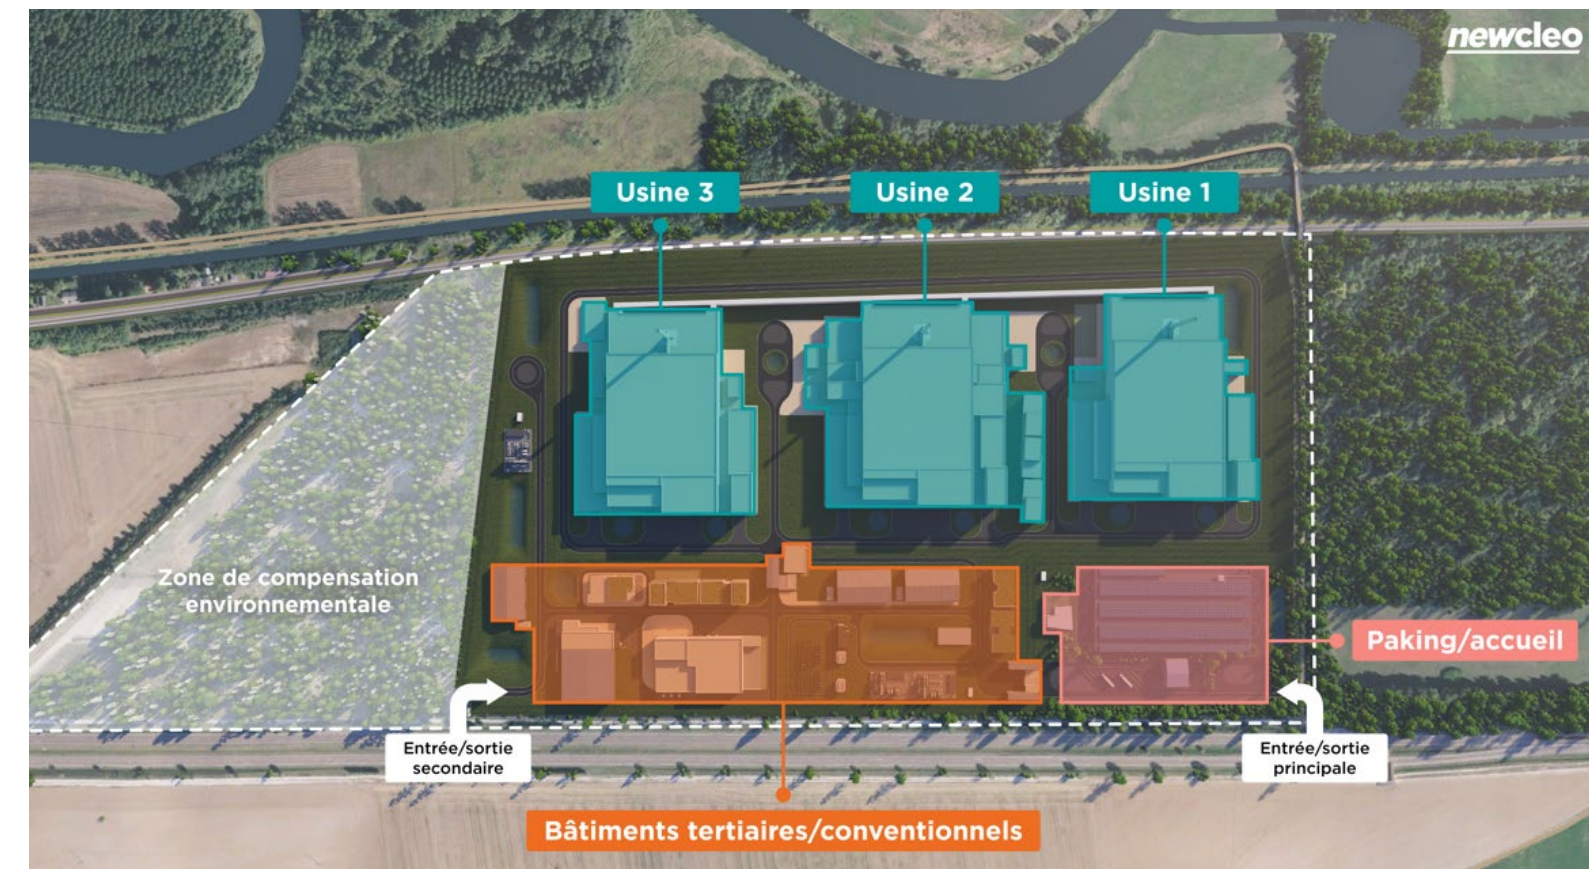 newcleo
Usine 3
Usine 2
Usine 1
Zone de compensation
environnementale
Paking/accueil
Entrée/sortie
secondaire
Entrée/sortie
principale
Bâtiments tertiaires/conventionnels